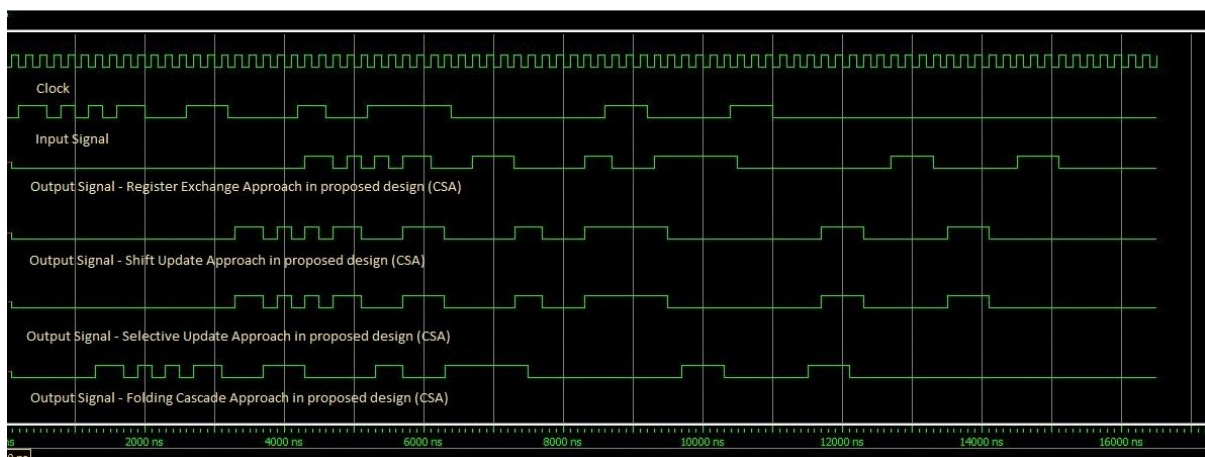 Clock
Input Signal
Output Signal - Register Exchange Approach in proposed design (CSA)
Output Signal - Shift Update Approach in proposed design (CSA)
Output Signal - Selective Update Approach in proposed design (CSA)
Output Signal - Folding Cascade Approach in proposed design (CSA)
2000 ns 4000 ns 6000 ns 8000 ns 10000 ns 12000 ns 14000 ns 16000 ns